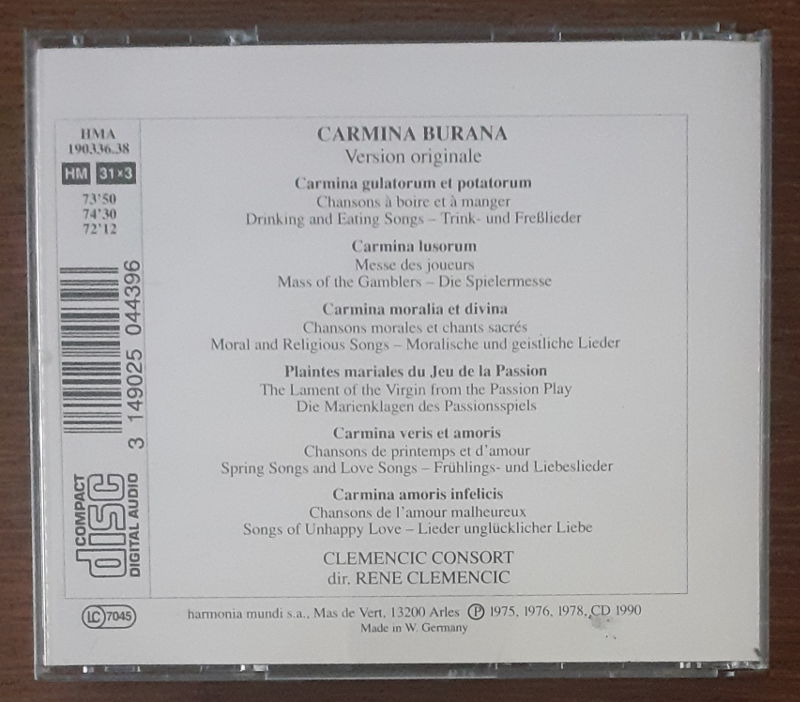 HMA
190336.38
HM 31×3
73'50
74'30
72'12
3 149025 044396
COMPACT
disc
DIGITAL AUDIO
LC 7045
CARMINA BURANA
Version originale
Carmina gulatorum et potatorum
Chansons à boire et à manger
Drinking and Eating Songs – Trink- und Freßlieder
Carmina lusorum
Messe des joueurs
Mass of the Gamblers – Die Spielermesse
Carmina moralia et divina
Chansons morales et chants sacrés
Moral and Religious Songs – Moralische und geistliche Lieder
Plaintes mariales du Jeu de la Passion
The Lament of the Virgin from the Passion Play
Die Marienklagen des Passionsspiels
Carmina veris et amoris
Chansons de printemps et d'amour
Spring Songs and Love Songs – Frühlings- und Liebeslieder
Carmina amoris infelicis
Chansons de l'amour malheureux
Songs of Unhappy Love – Lieder unglücklicher Liebe
CLEMENCIC CONSORT
dir. RENE CLEMENCIC
harmonia mundi s.a., Mas de Vert, 13200 Arles ℗ 1975, 1976, 1978, CD 1990
Made in W. Germany